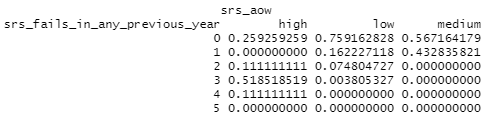 srs_aow
srs_fails_in_any_previous_year high low medium
0 0.259259259 0.759162828 0.567164179
1 0.000000000 0.162227118 0.432835821
2 0.111111111 0.074804727 0.000000000
3 0.518518519 0.003805327 0.000000000
4 0.111111111 0.000000000 0.000000000
5 0.000000000 0.000000000 0.000000000